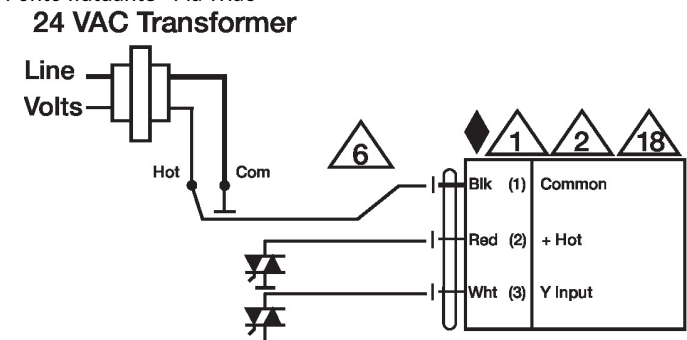 24 VAC Transformer
Line
Volts
Hot
Com
6
1
2
18
Blk (1) Common
Red (2) + Hot
Wht (3) Y Input